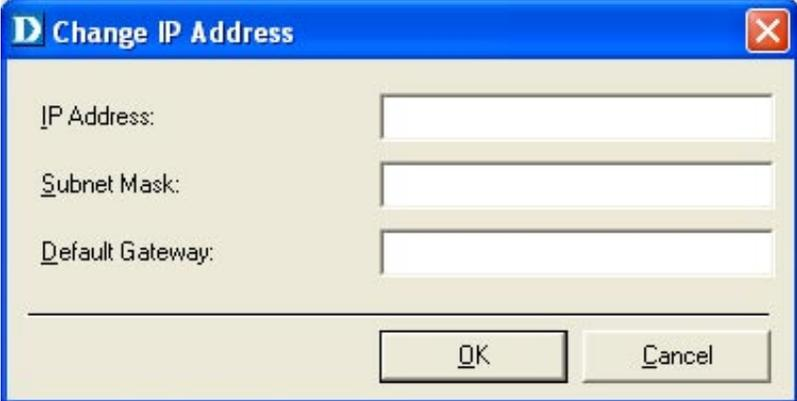 D Change IP Address
IP Address:
Subnet Mask:
Default Gateway:
OK
Cancel